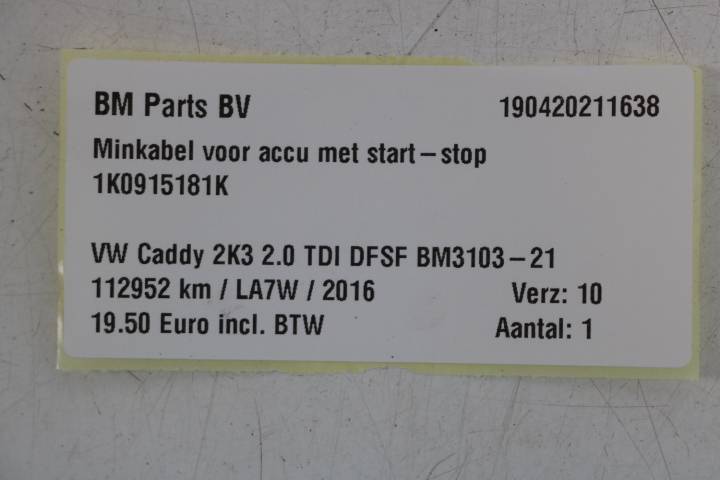 BM Parts BV 190420211638
Minkabel voor accu met start-stop
1K0915181K
VW Caddy 2K3 2.0 TDI DFSF BM3103-21
112952 km / LA7W / 2016 Verz: 10
19.50 Euro incl. BTW Aantal: 1